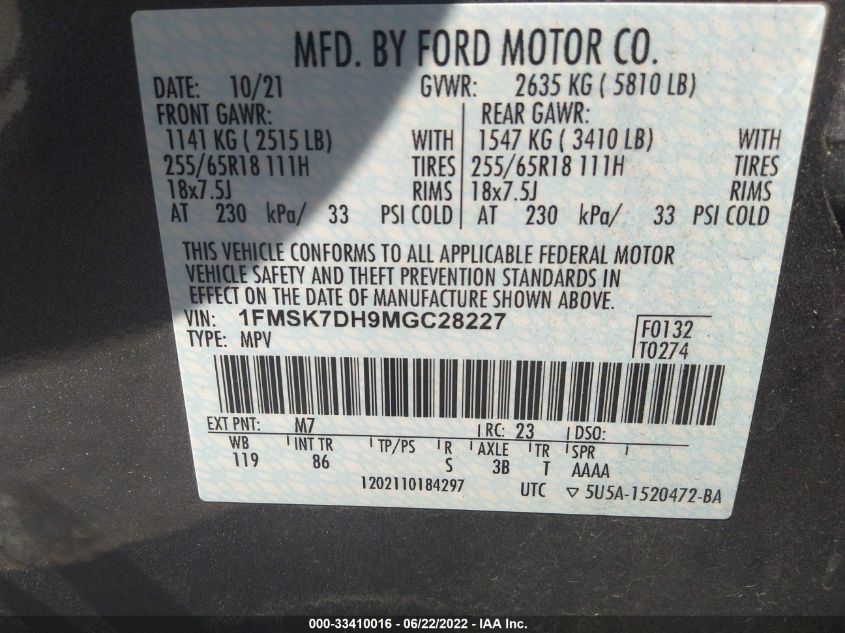 MFD. BY FORD MOTOR CO.
DATE: 10/21 GVWR: 2635 KG ( 5810 LB)
FRONT GAWR: REAR GAWR:
1141 KG ( 2515 LB) WITH 1547 KG ( 3410 LB) WITH
255/65R18 111H TIRES 255/65R18 111H TIRES
18x7.5J RIMS 18x7.5J RIMS
AT 230 kPa/ 33 PSI COLD AT 230 kPa/ 33 PSI COLD
THIS VEHICLE CONFORMS TO ALL APPLICABLE FEDERAL MOTOR
VEHICLE SAFETY AND THEFT PREVENTION STANDARDS IN
EFFECT ON THE DATE OF MANUFACTURE SHOWN ABOVE.
VIN: 1FMSK7DH9MGC28227 F0132
TYPE: MPV T0274
EXT PNT: M7 RC: 23 DSO:
WB INT TR TP/PS R AXLE TR SPR
119 86 S 3B T AAAA
1202110184297 UTC ▽ 5U5A-1520472-BA
000-33410016 - 06/22/2022 - IAA Inc.